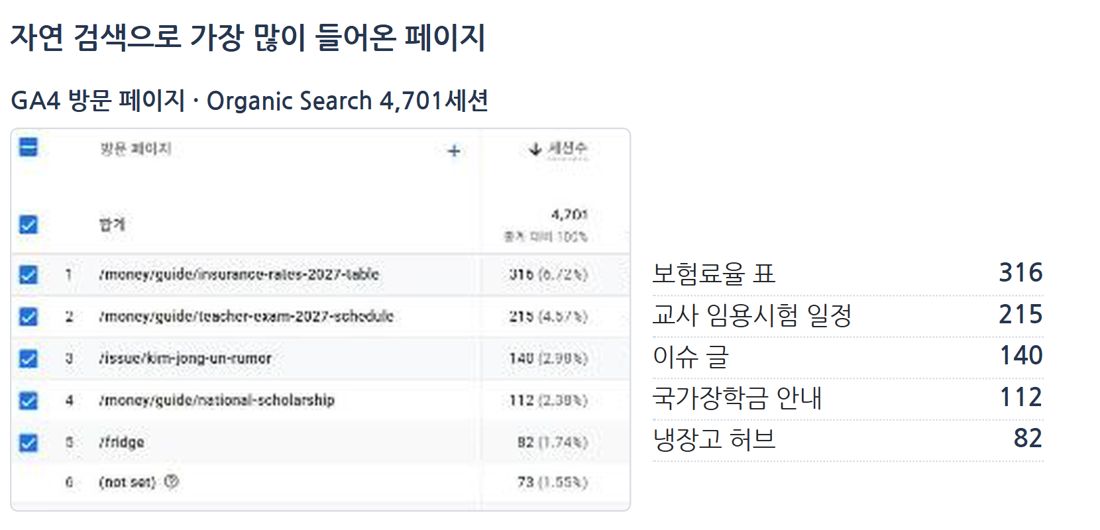 자연 검색으로 가장 많이 들어온 페이지
GA4 방문 페이지 · Organic Search 4,701세션
방문 페이지 + ↓ 세션수
합계 4,701
총계 대비 100%
1 /money/guide/insurance-rates-2027-table 316 (6.72%)
2 /money/guide/teacher-exam-2027-schedule 215 (4.57%)
3 /issue/kim-jong-un-rumor 140 (2.98%)
4 /money/guide/national-scholarship 112 (2.38%)
5 /fridge 82 (1.74%)
6 (not set) 73 (1.55%)
보험료율 표 316
교사 임용시험 일정 215
이슈 글 140
국가장학금 안내 112
냉장고 허브 82